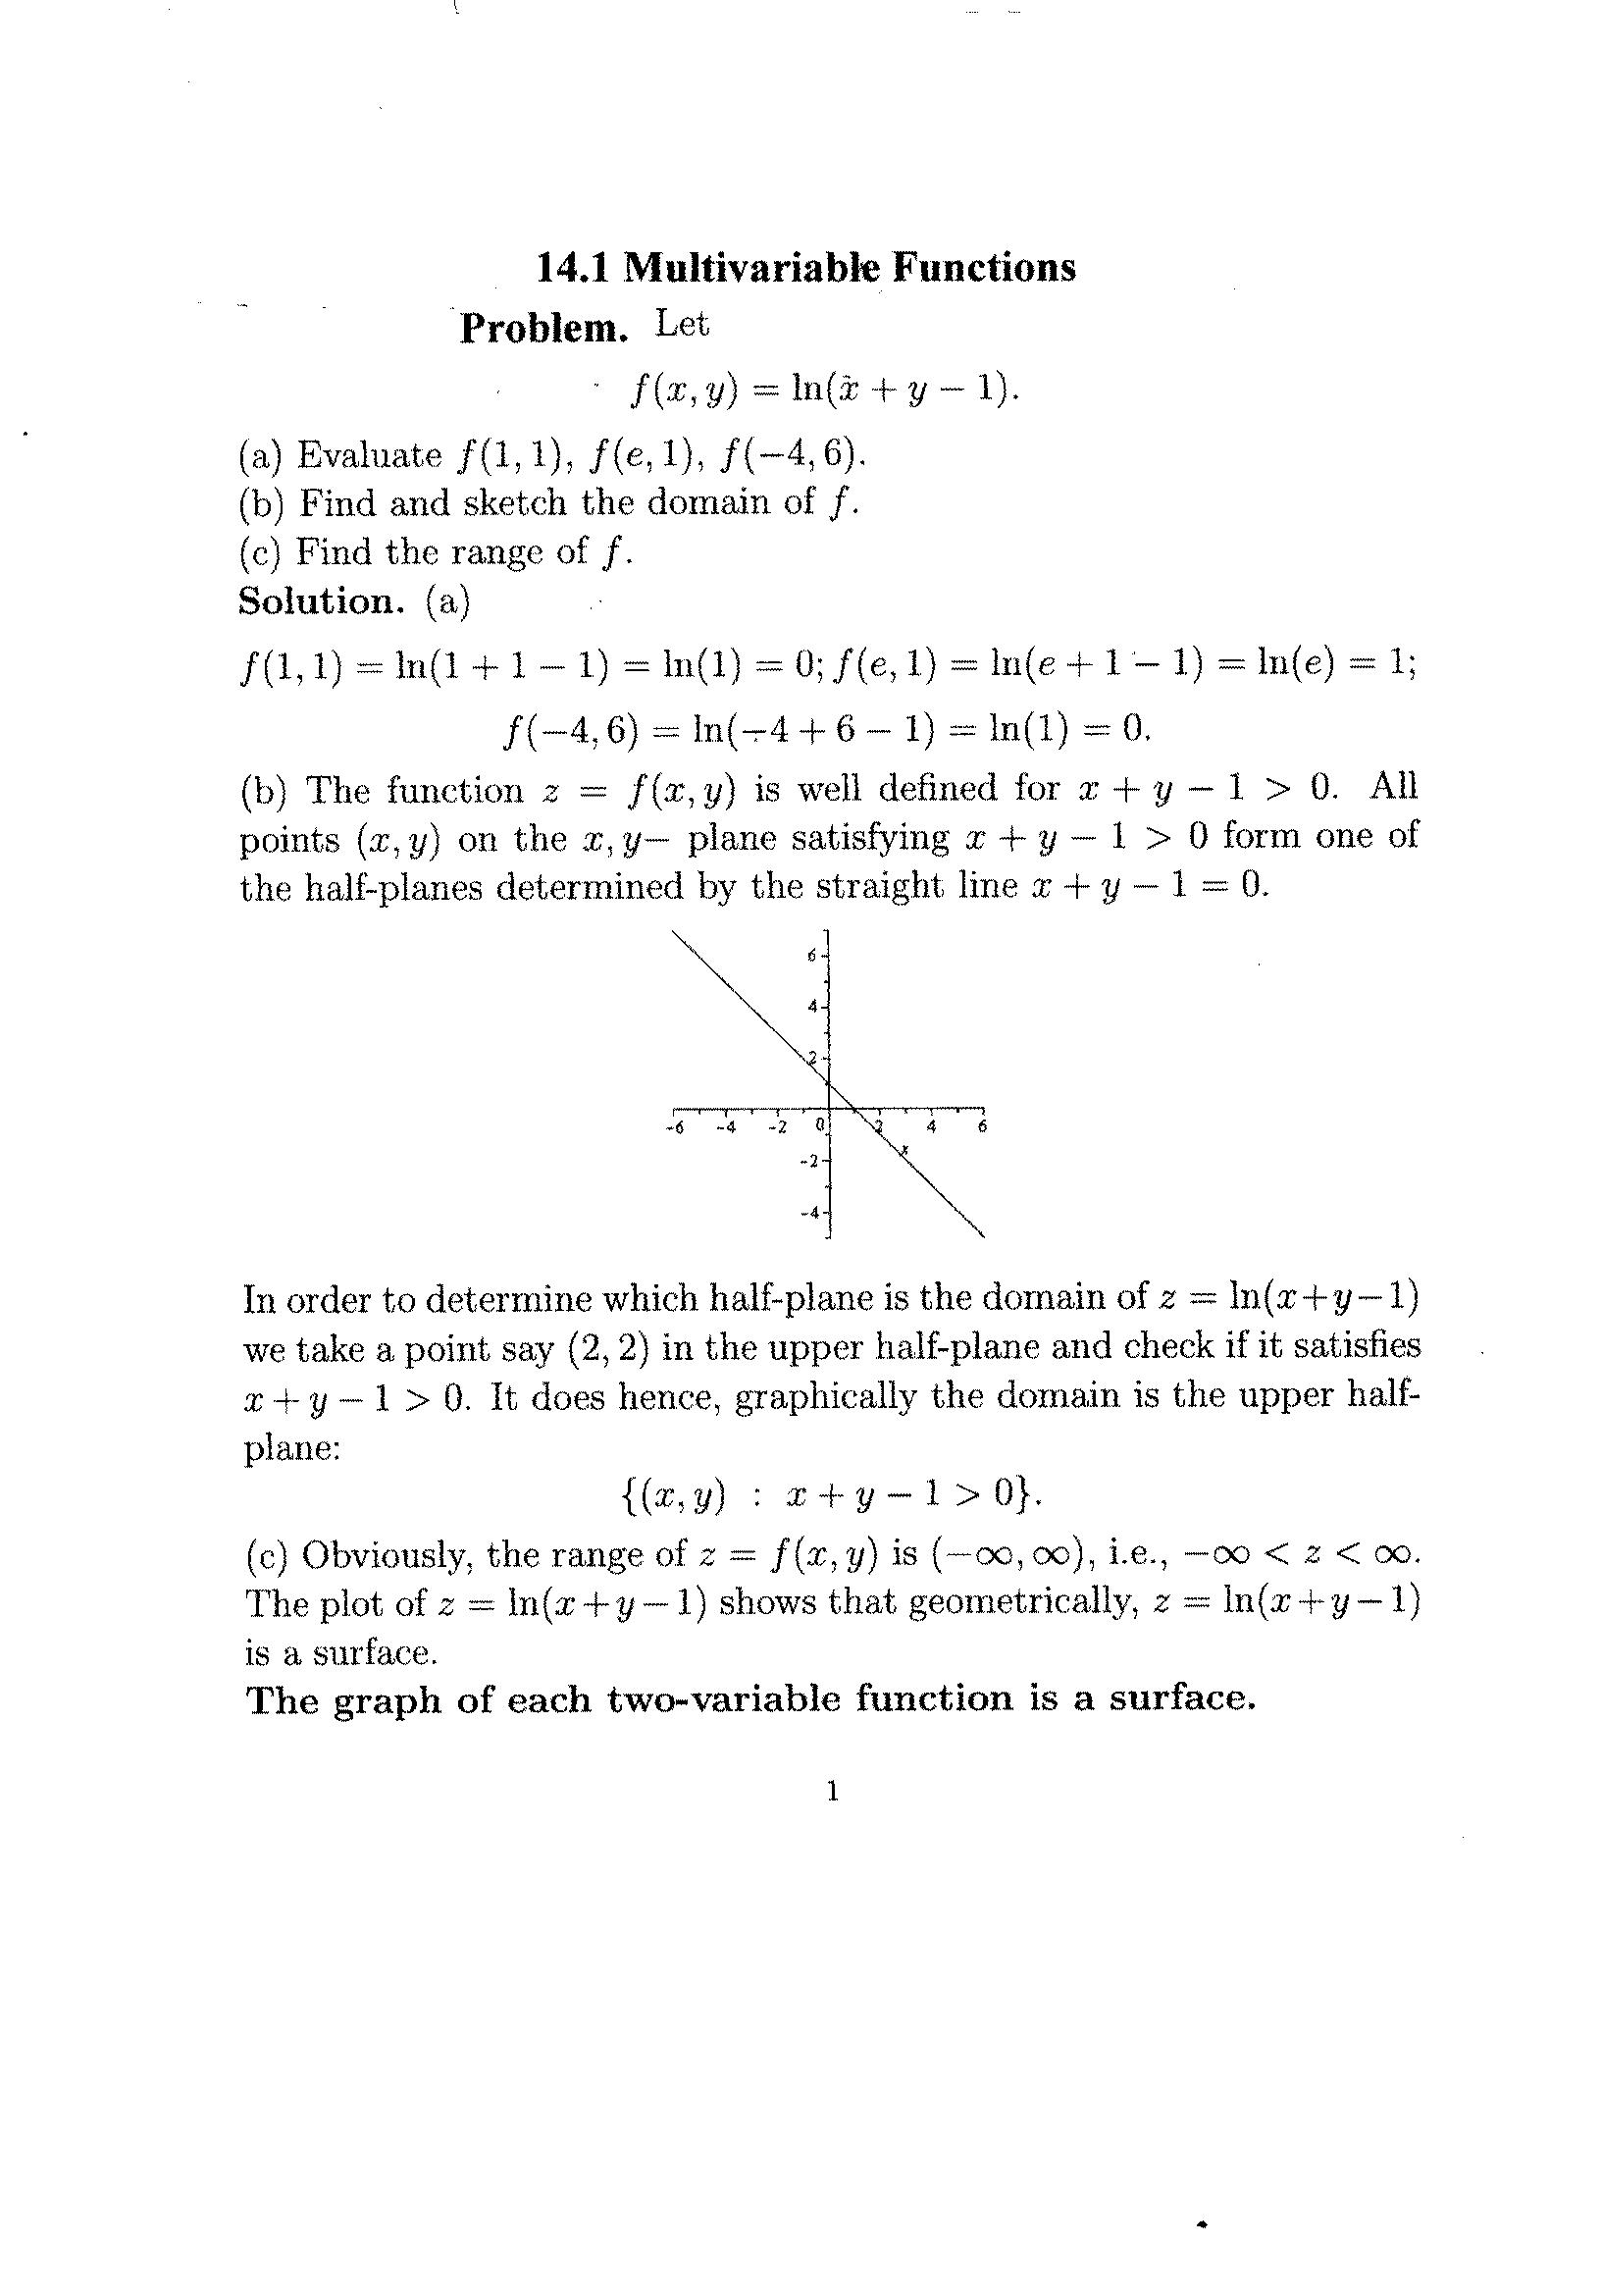 14.1 Multivariable Functions
Problem. Let
f(x, y) = ln(x + y − 1).
(a) Evaluate f(1, 1), f(e, 1), f(−4, 6).
(b) Find and sketch the domain of f.
(c) Find the range of f.
Solution. (a)
f(1, 1) = ln(1 + 1 − 1) = ln(1) = 0; f(e, 1) = ln(e + 1 − 1) = ln(e) = 1;
f(−4, 6) = ln(−4 + 6 − 1) = ln(1) = 0.
(b) The function z = f(x, y) is well defined for x + y − 1 > 0. All
points (x, y) on the x, y− plane satisfying x + y − 1 > 0 form one of
the half-planes determined by the straight line x + y − 1 = 0.
6
4
2
-6 -4 -2 0 2 4 6
x
-2
-4
In order to determine which half-plane is the domain of z = ln(x+y−1)
we take a point say (2, 2) in the upper half-plane and check if it satisfies
x + y − 1 > 0. It does hence, graphically the domain is the upper half-
plane:
{(x, y) : x + y − 1 > 0}.
(c) Obviously, the range of z = f(x, y) is (−∞, ∞), i.e., −∞ < z < ∞.
The plot of z = ln(x+y−1) shows that geometrically, z = ln(x+y−1)
is a surface.
The graph of each two-variable function is a surface.
1